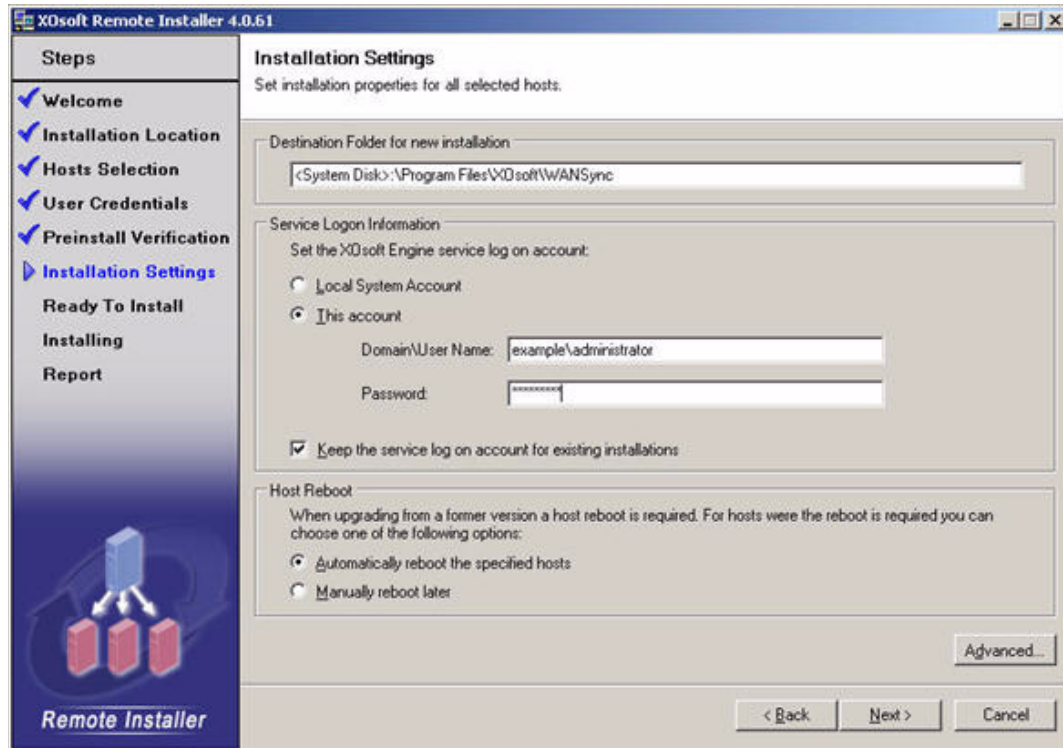 XOsoft Remote Installer 4.0.61
Steps
Welcome
Installation Location
Hosts Selection
User Credentials
Preinstall Verification
Installation Settings
Ready To Install
Installing
Report
Remote Installer
Installation Settings
Set installation properties for all selected hosts.
Destination Folder for new installation
<System Disk>:\Program Files\XOsoft\WANSync
Service Logon Information
Set the XOsoft Engine service log on account:
Local System Account
This account
Domain\User Name: example\administrator
Password: *********
Keep the service log on account for existing installations
Host Reboot
When upgrading from a former version a host reboot is required. For hosts were the reboot is required you can
choose one of the following options:
Automatically reboot the specified hosts
Manually reboot later
Advanced...
< Back Next > Cancel